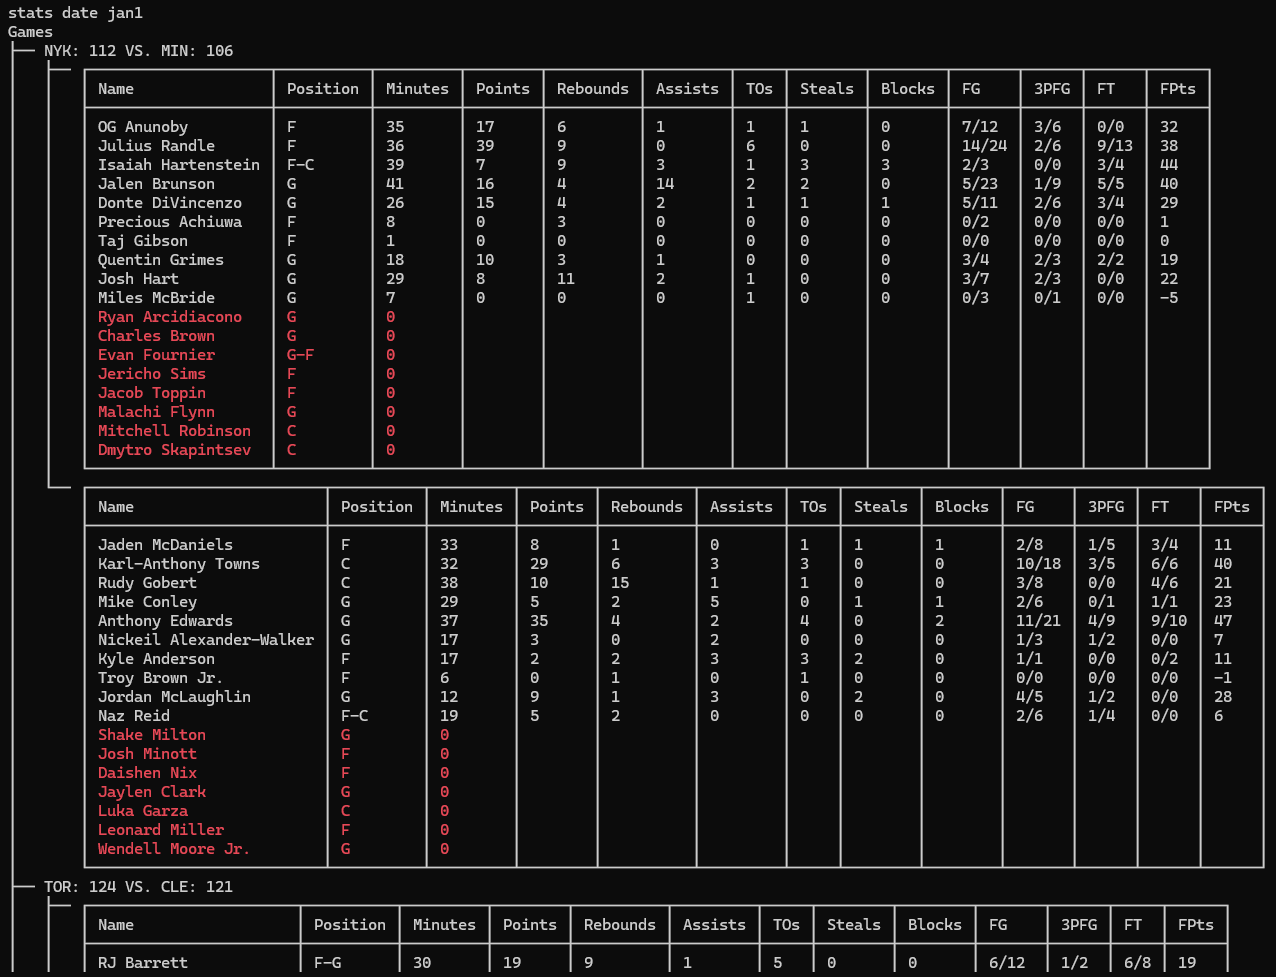 stats date jan1
Games
NYK: 112 VS. MIN: 106
Name Position Minutes Points Rebounds Assists TOs Steals Blocks FG 3PFG FT FPts
OG Anunoby F 35 17 6 1 1 1 0 7/12 3/6 0/0 32
Julius Randle F 36 39 9 0 6 0 0 14/24 2/6 9/13 38
Isaiah Hartenstein F-C 39 7 9 3 1 3 3 2/3 0/0 3/4 44
Jalen Brunson G 41 16 4 14 2 2 0 5/23 1/9 5/5 40
Donte DiVincenzo G 26 15 4 2 1 1 1 5/11 2/6 3/4 29
Precious Achiuwa F 8 0 3 0 0 0 0 0/2 0/0 0/0 1
Taj Gibson F 1 0 0 0 0 0 0 0/0 0/0 0/0 0
Quentin Grimes G 18 10 3 1 0 0 0 3/4 2/3 2/2 19
Josh Hart G 29 8 11 2 1 0 0 3/7 2/3 0/0 22
Miles McBride G 7 0 0 0 1 0 0 0/3 0/1 0/0 -5
Ryan Arcidiacono G 0
Charles Brown G 0
Evan Fournier G-F 0
Jericho Sims F 0
Jacob Toppin F 0
Malachi Flynn G 0
Mitchell Robinson C 0
Dmytro Skapintsev C 0
Name Position Minutes Points Rebounds Assists TOs Steals Blocks FG 3PFG FT FPts
Jaden McDaniels F 33 8 1 0 1 1 1 2/8 1/5 3/4 11
Karl-Anthony Towns C 32 29 6 3 3 0 0 10/18 3/5 6/6 40
Rudy Gobert C 38 10 15 1 1 0 0 3/8 0/0 4/6 21
Mike Conley G 29 5 2 5 0 1 1 2/6 0/1 1/1 23
Anthony Edwards G 37 35 4 2 4 0 2 11/21 4/9 9/10 47
Nickeil Alexander-Walker G 17 3 0 2 0 0 0 1/3 1/2 0/0 7
Kyle Anderson F 17 2 2 3 3 2 0 1/1 0/0 0/2 11
Troy Brown Jr. F 6 0 1 0 1 0 0 0/0 0/0 0/0 -1
Jordan McLaughlin G 12 9 1 3 0 2 0 4/5 1/2 0/0 28
Naz Reid F-C 19 5 2 0 0 0 0 2/6 1/4 0/0 6
Shake Milton G 0
Josh Minott F 0
Daishen Nix F 0
Jaylen Clark G 0
Luka Garza C 0
Leonard Miller F 0
Wendell Moore Jr. G 0
TOR: 124 VS. CLE: 121
Name Position Minutes Points Rebounds Assists TOs Steals Blocks FG 3PFG FT FPts
RJ Barrett F-G 30 19 9 1 5 0 0 6/12 1/2 6/8 19